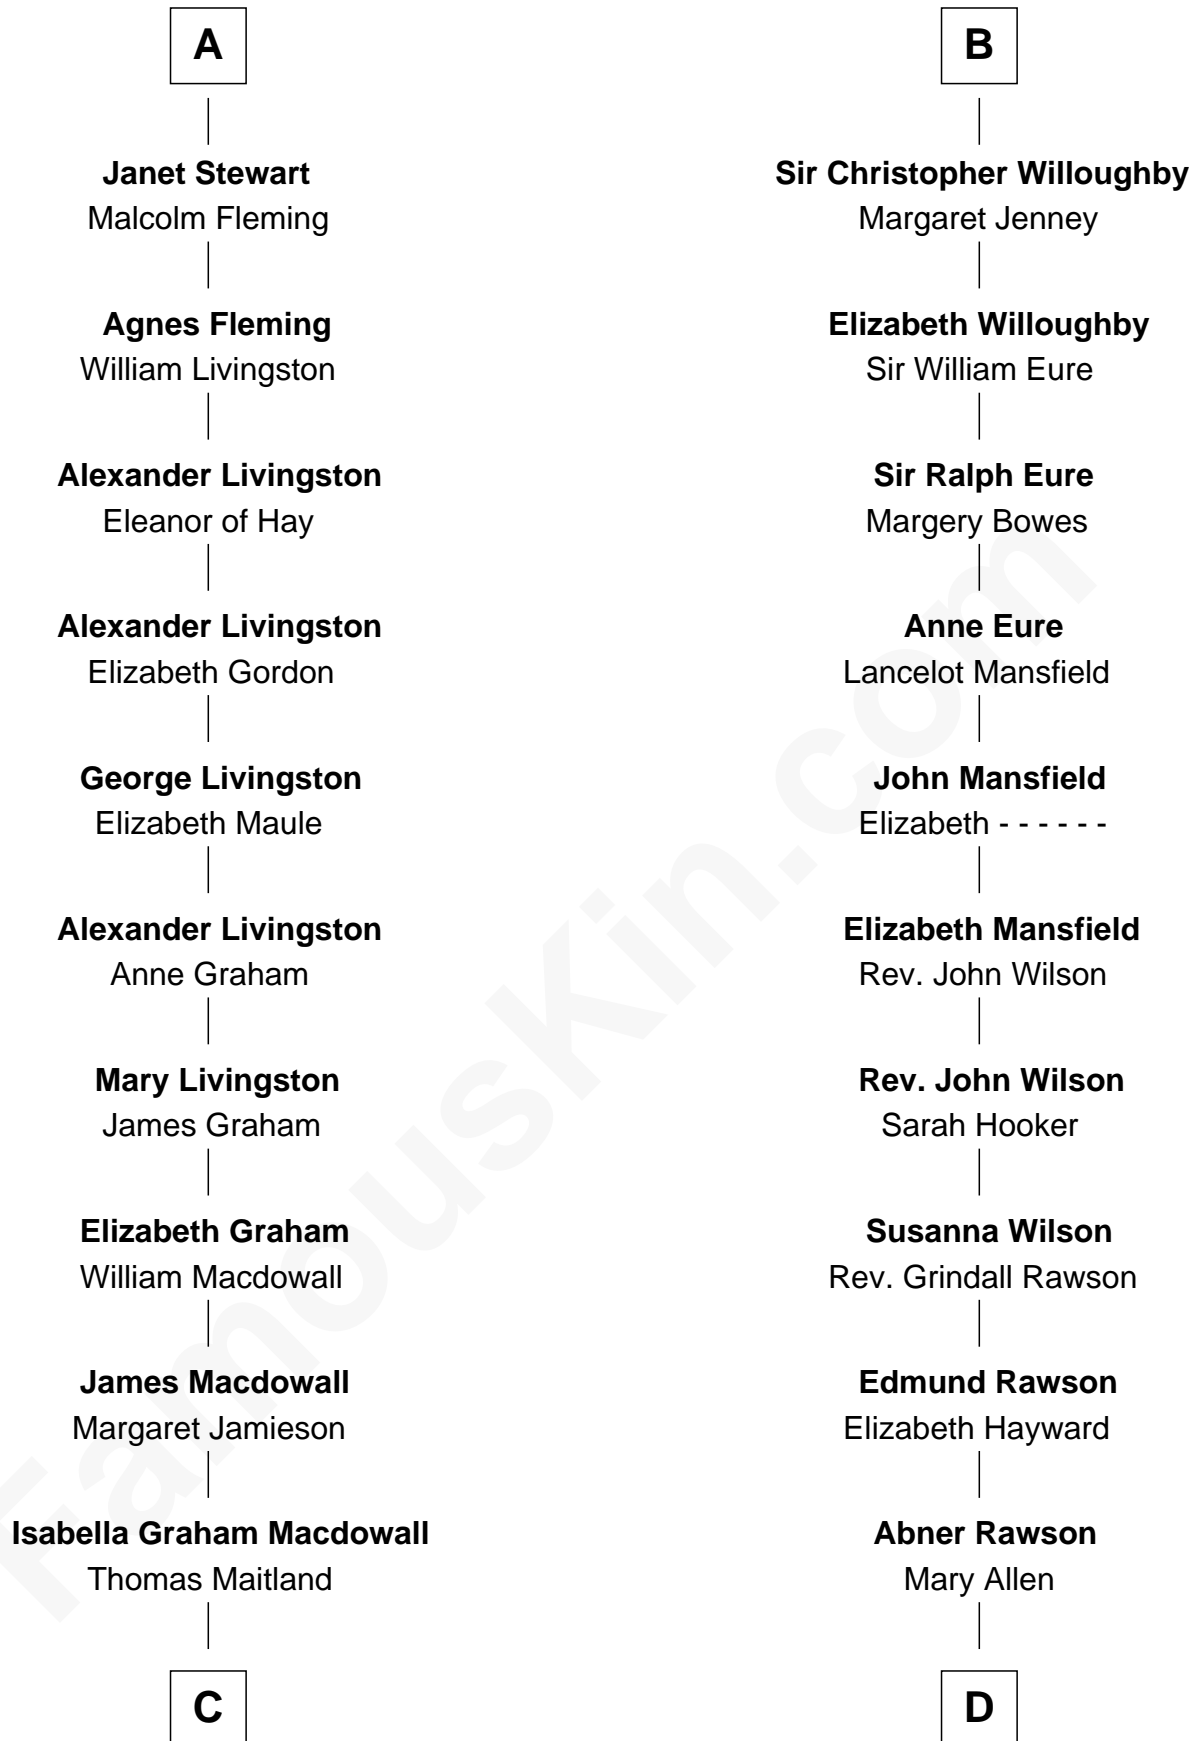 A
Janet Stewart
Malcolm Fleming
Agnes Fleming
William Livingston
Alexander Livingston
Eleanor of Hay
Alexander Livingston
Elizabeth Gordon
George Livingston
Elizabeth Maule
Alexander Livingston
Anne Graham
Mary Livingston
James Graham
Elizabeth Graham
William Macdowall
James Macdowall
Margaret Jamieson
Isabella Graham Macdowall
Thomas Maitland
C
B
Sir Christopher Willoughby
Margaret Jenney
Elizabeth Willoughby
Sir William Eure
Sir Ralph Eure
Margery Bowes
Anne Eure
Lancelot Mansfield
John Mansfield
Elizabeth - - - - - -
Elizabeth Mansfield
Rev. John Wilson
Rev. John Wilson
Sarah Hooker
Susanna Wilson
Rev. Grindall Rawson
Edmund Rawson
Elizabeth Hayward
Abner Rawson
Mary Allen
D
FamousKin.com